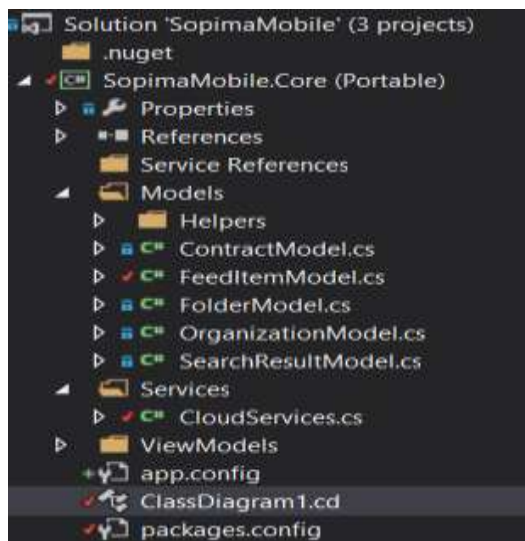 Solution 'SopimaMobile' (3 projects)
.nuget
C# SopimaMobile.Core (Portable)
Properties
References
Service References
Models
Helpers
C# ContractModel.cs
C# FeedItemModel.cs
C# FolderModel.cs
C# OrganizationModel.cs
C# SearchResultModel.cs
Services
C# CloudServices.cs
ViewModels
app.config
ClassDiagram1.cd
packages.config